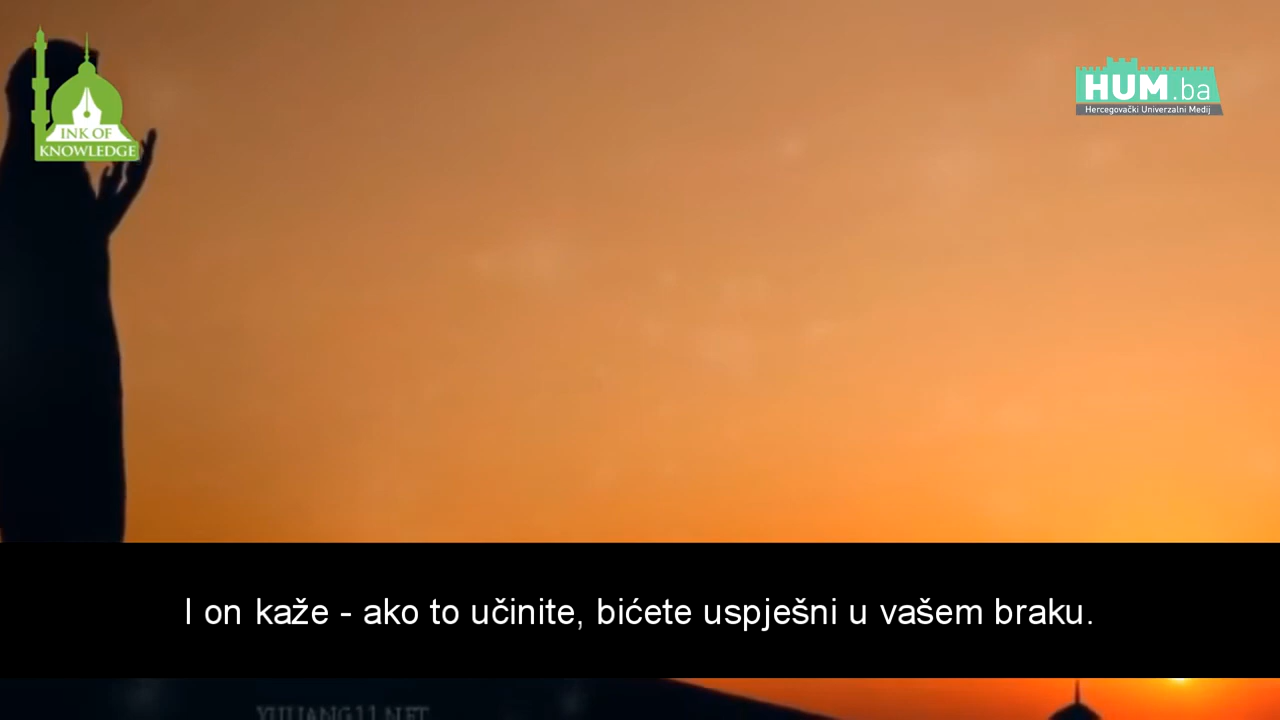 INK OF
KNOWLEDGE
HUM.ba
Hercegovački Univerzalni Medij
I on kaže - ako to učinite, bićete uspješni u vašem braku.